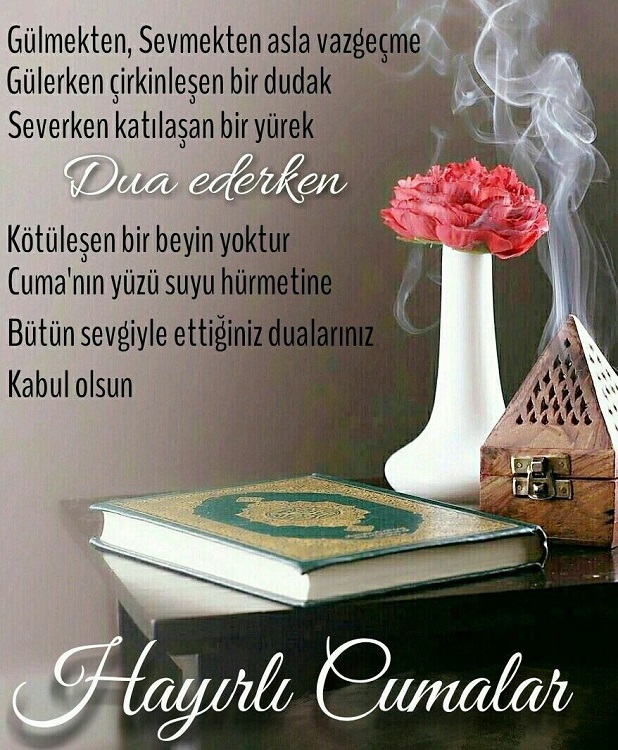 Gülmekten, Sevmekten asla vazgeçme
Gülerken çirkinleşen bir dudak
Severken katılaşan bir yürek
Dua ederken
Kötüleşen bir beyin yoktur
Cuma'nın yüzü suyu hürmetine
Bütün sevgiyle ettiğiniz dualarınız
Kabul olsun
Hayırlı Cumalar